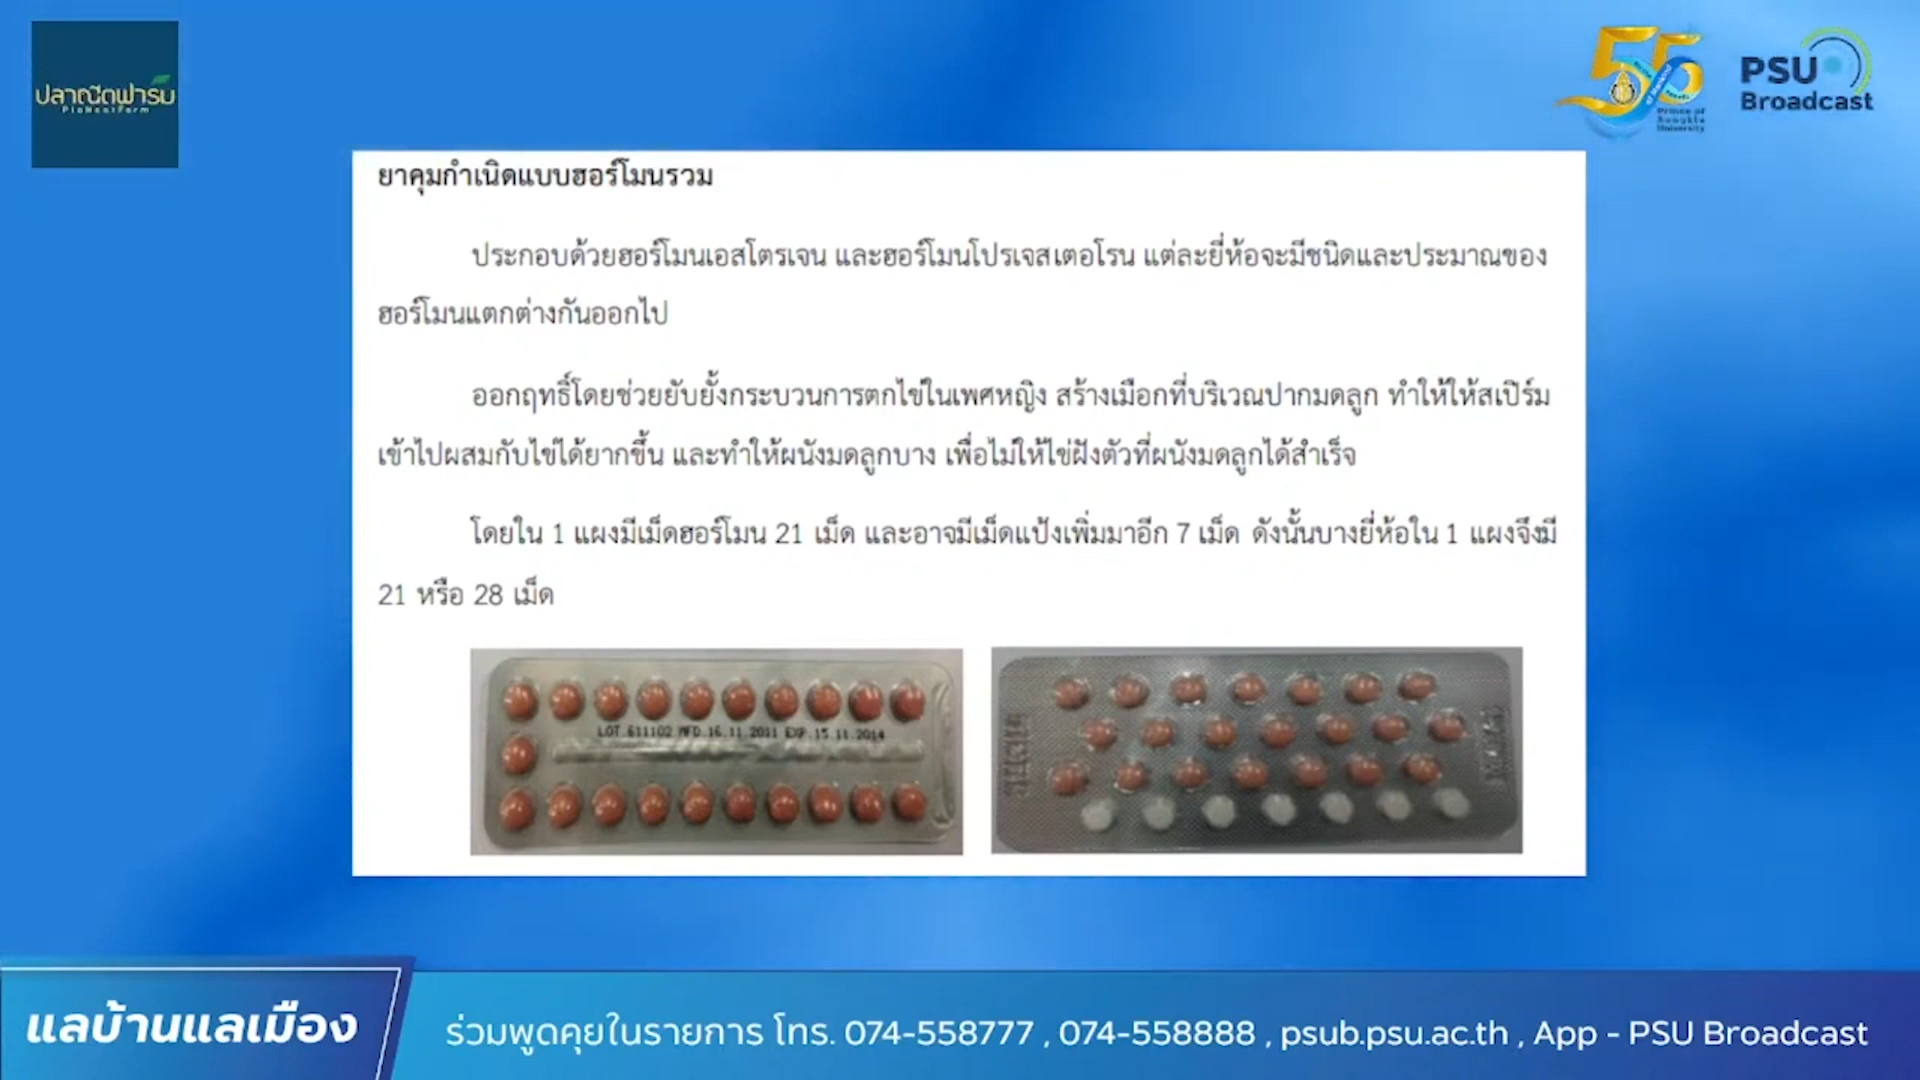 ปลาณีตฟาร์ม
PlaNeatFarm
55
Prince of
Songkla
University
PSU
Broadcast
ยาคุมกำเนิดแบบฮอร์โมนรวม
ประกอบด้วยฮอร์โมนเอสโตรเจน และฮอร์โมนโปรเจสเตอโรน แต่ละยี่ห้อจะมีชนิดและประมาณของ
ฮอร์โมนแตกต่างกันออกไป
ออกฤทธิ์โดยช่วยยับยั้งกระบวนการตกไข่ในเพศหญิง สร้างเมือกที่บริเวณปากมดลูก ทำให้ให้สเปิร์ม
เข้าไปผสมกับไข่ได้ยากขึ้น และทำให้ผนังมดลูกบาง เพื่อไม่ให้ไข่ฝังตัวที่ผนังมดลูกได้สำเร็จ
โดยใน 1 แผงมีเม็ดฮอร์โมน 21 เม็ด และอาจมีเม็ดแป้งเพิ่มมาอีก 7 เม็ด ดังนั้นบางยี่ห้อใน 1 แผงจึงมี
21 หรือ 28 เม็ด
LOT.611102 MFD.16.11.2011 EXP.15.11.2014
แลบ้านแลเมือง
ร่วมพูดคุยในรายการ โทร. 074-558777 , 074-558888 , psub.psu.ac.th , App - PSU Broadcast